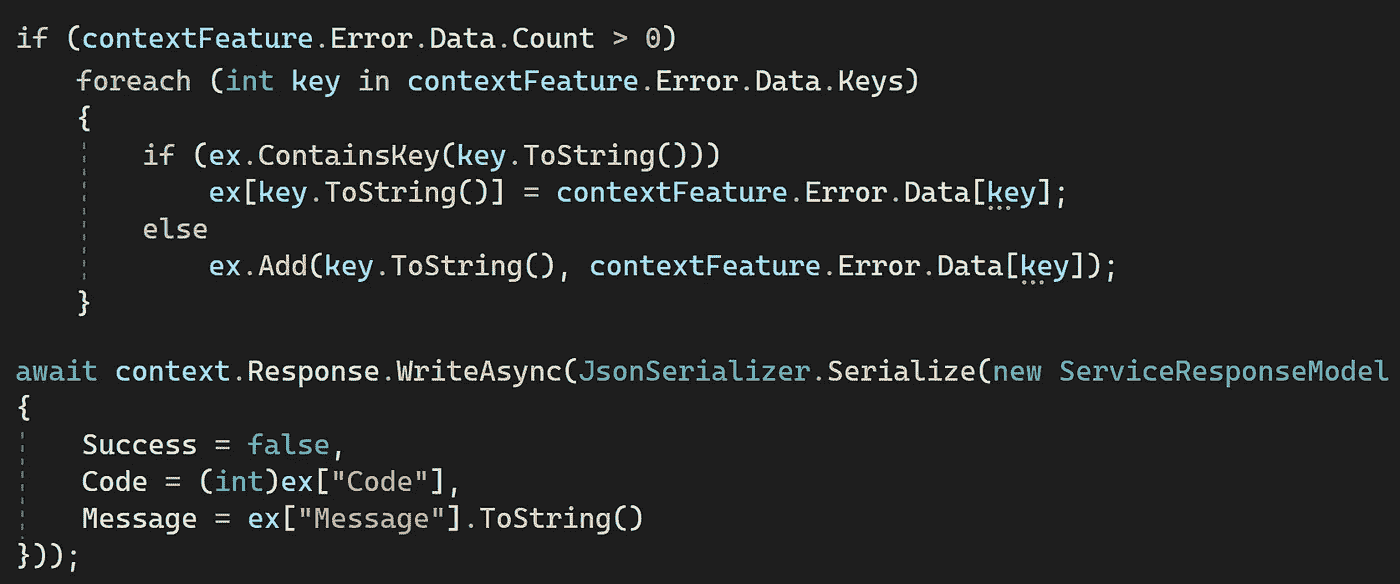 if (contextFeature.Error.Data.Count > 0)
    foreach (int key in contextFeature.Error.Data.Keys)
    {
        if (ex.ContainsKey(key.ToString()))
            ex[key.ToString()] = contextFeature.Error.Data[key];
        else
            ex.Add(key.ToString(), contextFeature.Error.Data[key]);
    }

await context.Response.WriteAsync(JsonSerializer.Serialize(new ServiceResponseModel
{
    Success = false,
    Code = (int)ex["Code"],
    Message = ex["Message"].ToString()
}));